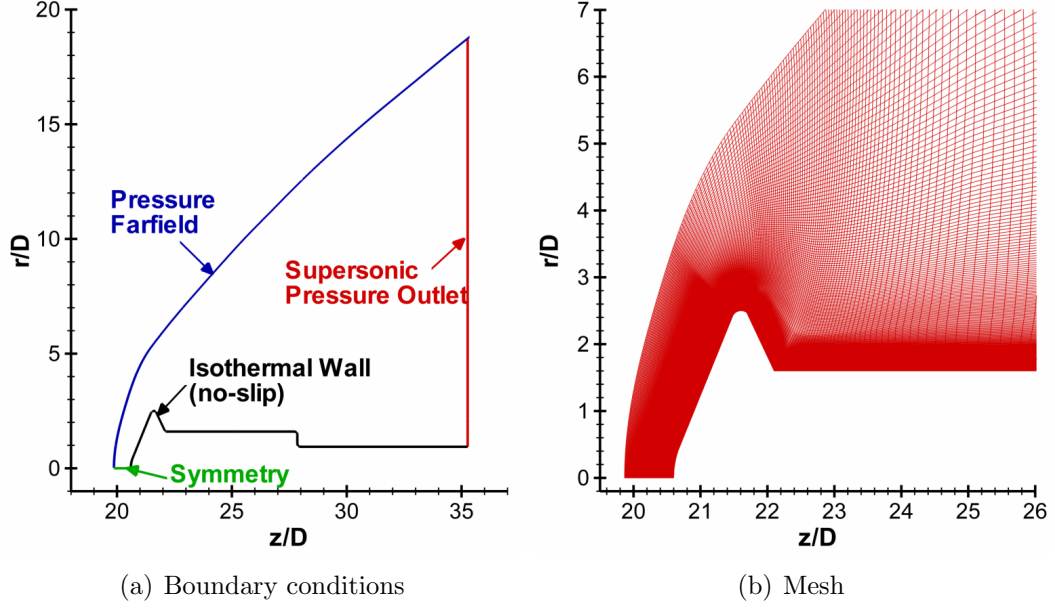 20
15
10
5
0
r/D
Pressure
Farfield
Supersonic
Pressure Outlet
Isothermal Wall
(no-slip)
Symmetry
20 25 30 35
z/D
7
6
5
4
3
2
1
0
r/D
20 21 22 23 24 25 26
z/D
(a) Boundary conditions
(b) Mesh